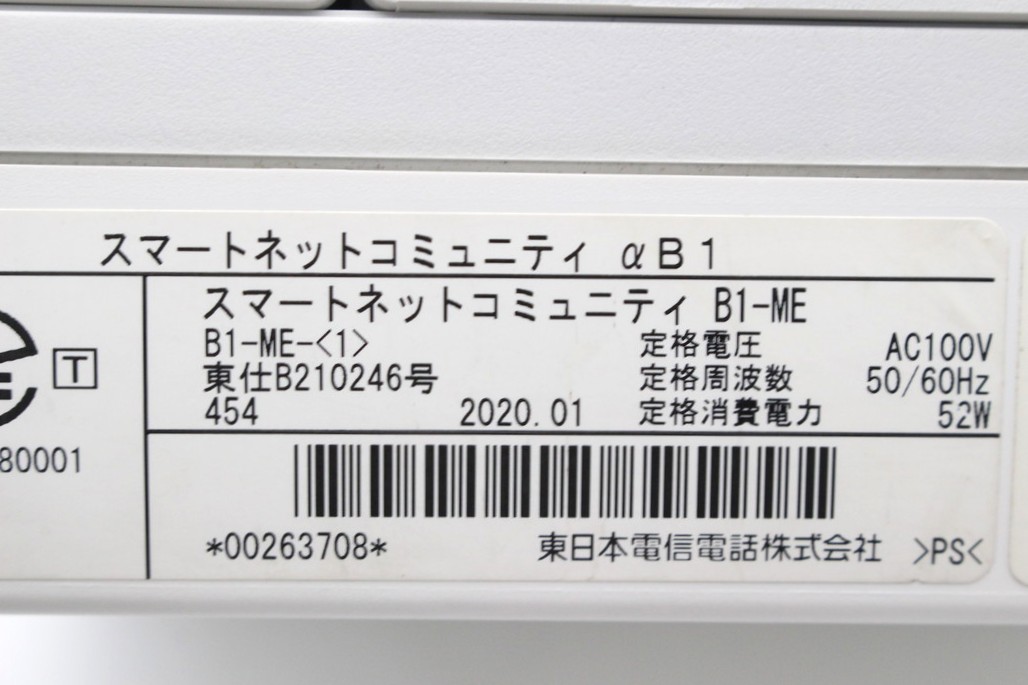 スマートネットコミュニティ αB1
スマートネットコミュニティ B1-ME
B1-ME-<1> 定格電圧 AC100V
東仕B210246号 定格周波数 50/60Hz
454 2020.01 定格消費電力 52W
T
80001
*00263708* 東日本電信電話株式会社 >PS<